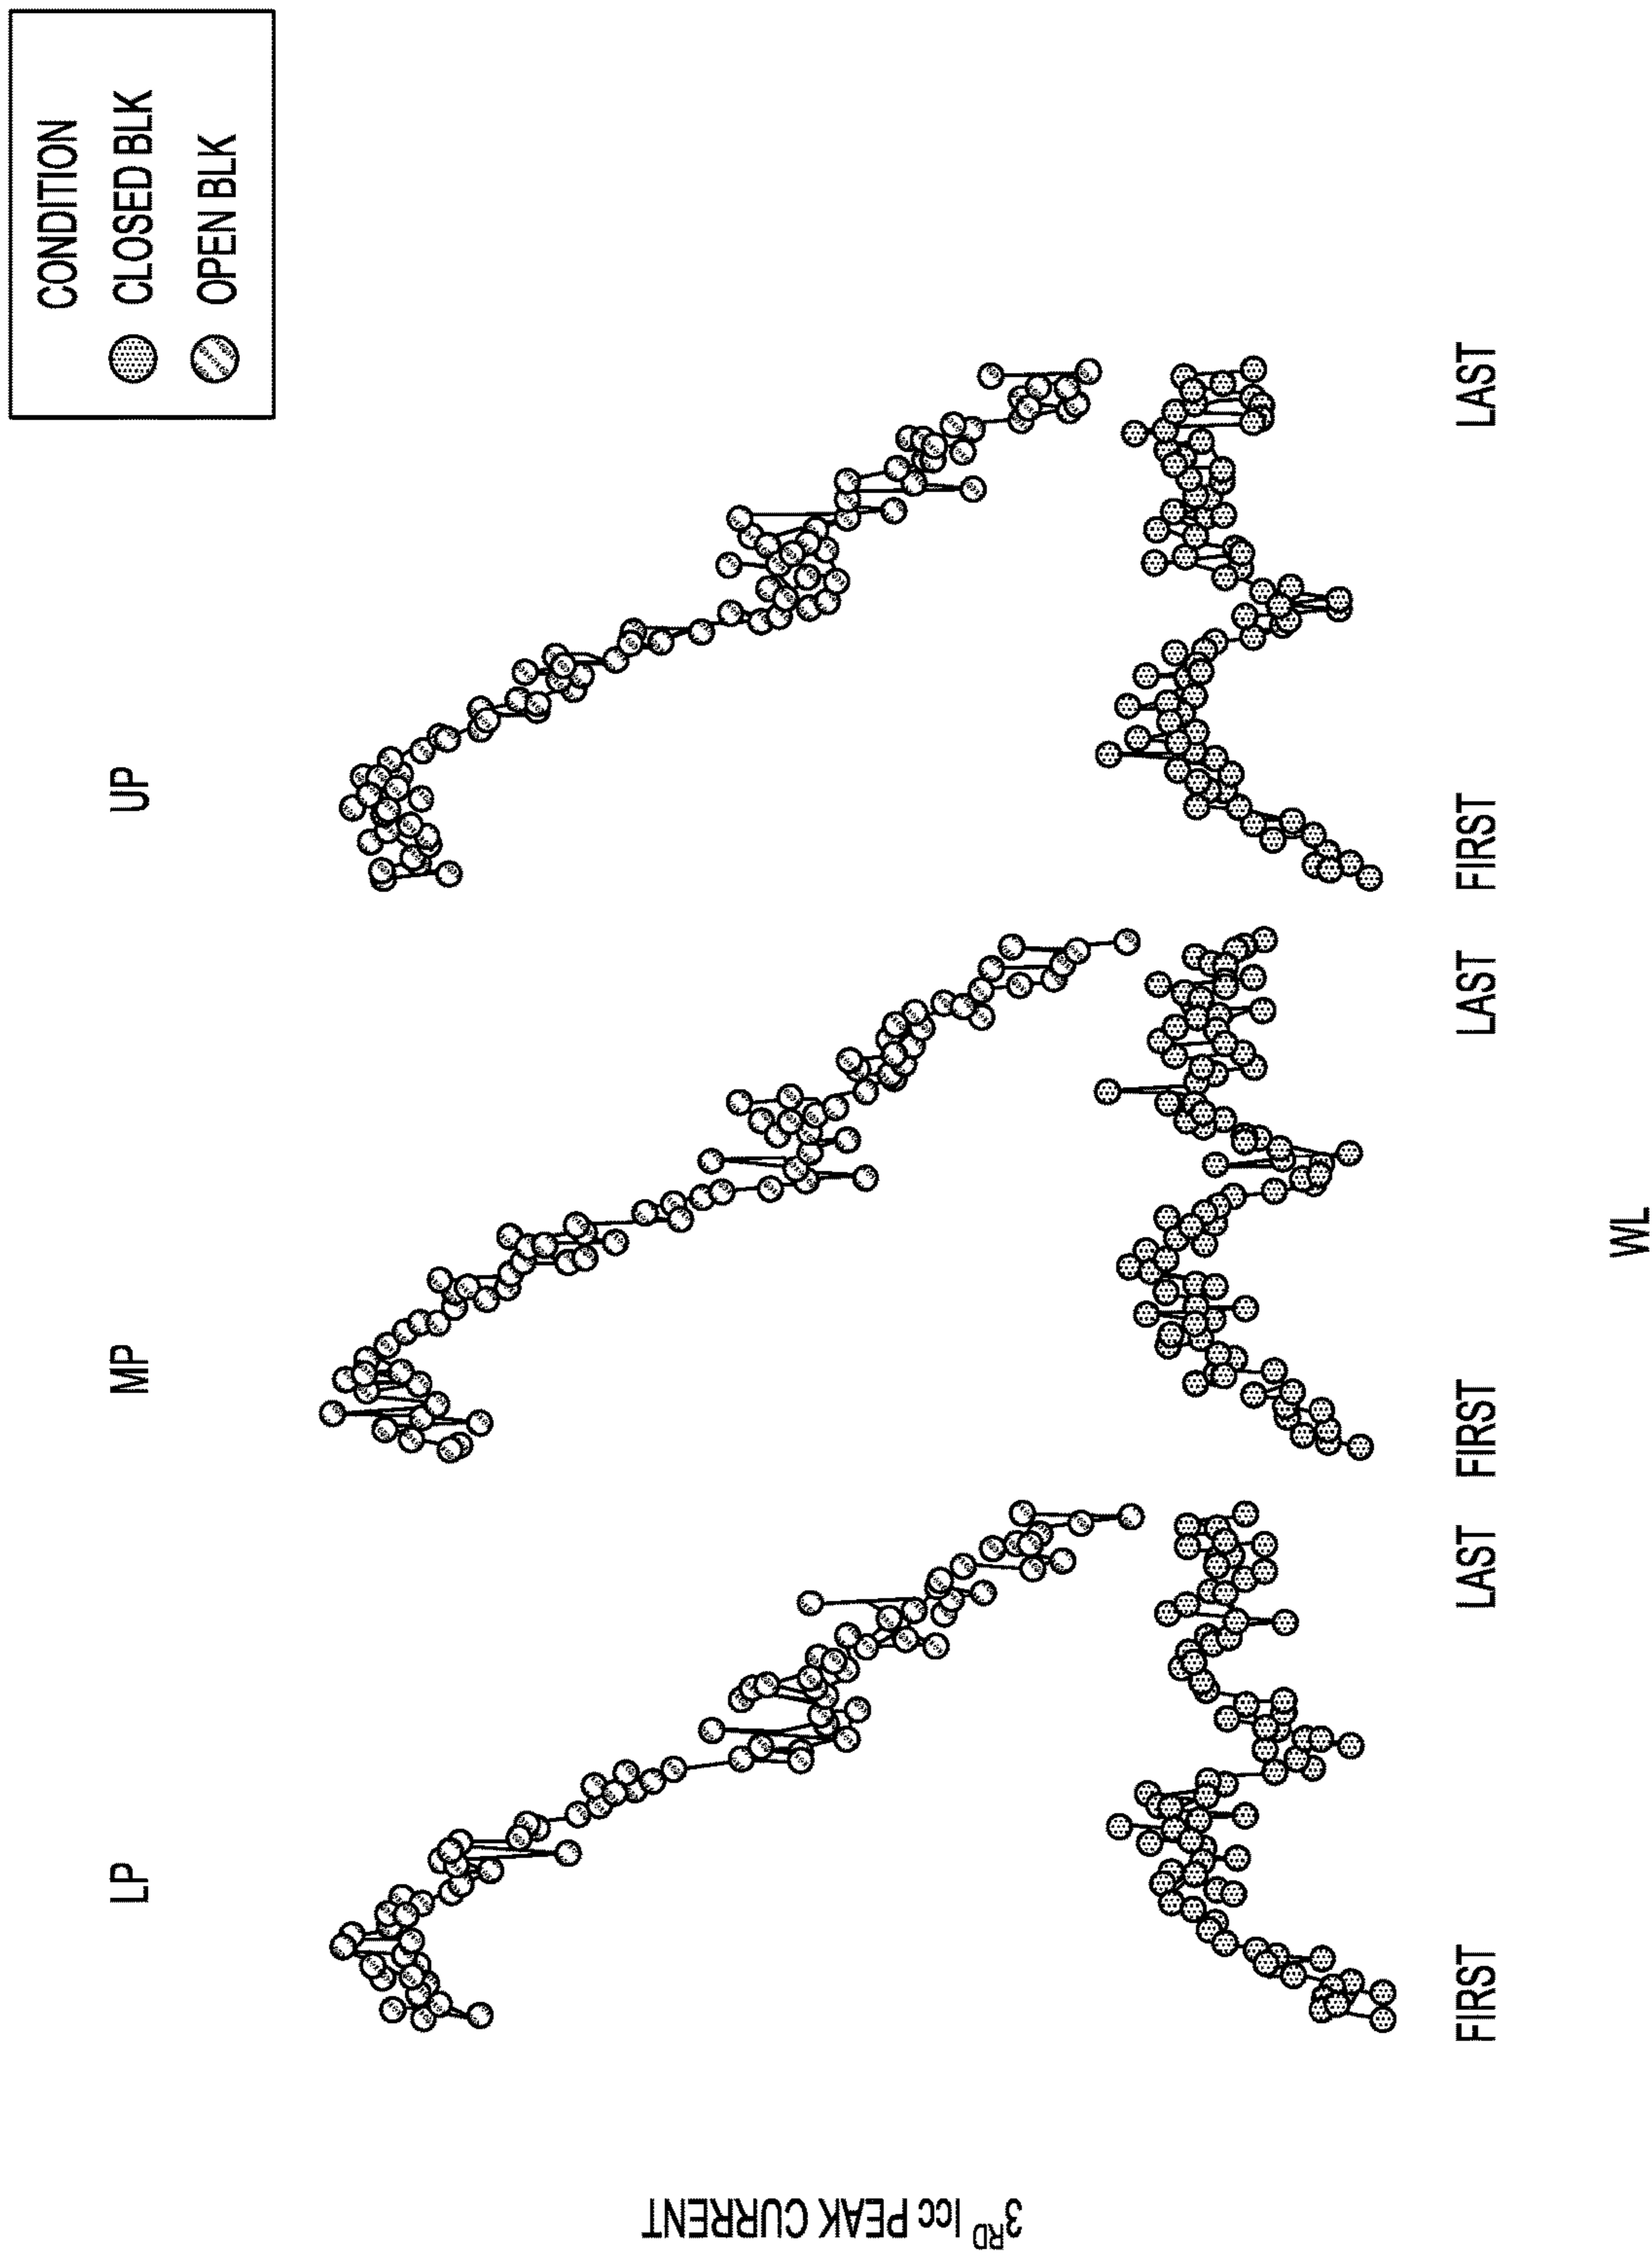 CONDITION
CLOSED BLK
OPEN BLK
LP
MP
UP
3RD Icc PEAK CURRENT
FIRST
LAST
FIRST
LAST
FIRST
LAST
WL